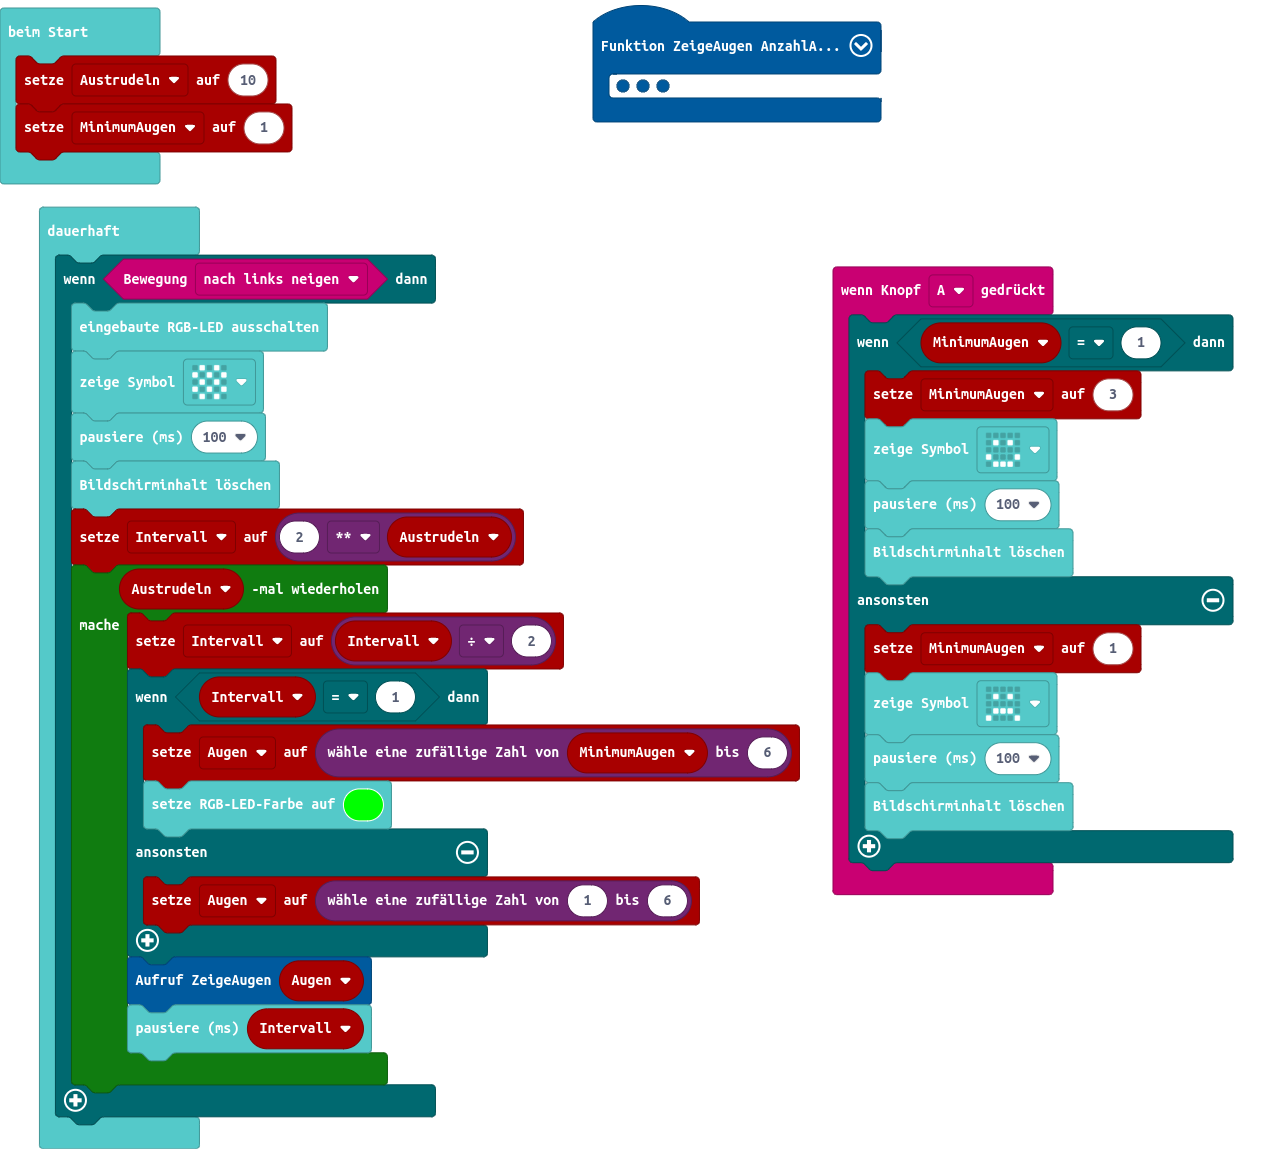 beim Start
setze Austrudeln auf 10
setze MinimumAugen auf 1
Funktion ZeigeAugen AnzahlA...
dauerhaft
wenn Bewegung nach links neigen dann
eingebaute RGB-LED ausschalten
zeige Symbol
pausiere (ms) 100
Bildschirminhalt löschen
setze Intervall auf 2 ** Austrudeln
Austrudeln -mal wiederholen
mache
setze Intervall auf Intervall ÷ 2
wenn Intervall = 1 dann
setze Augen auf wähle eine zufällige Zahl von MinimumAugen bis 6
setze RGB-LED-Farbe auf
ansonsten
setze Augen auf wähle eine zufällige Zahl von 1 bis 6
Aufruf ZeigeAugen Augen
pausiere (ms) Intervall
wenn Knopf A gedrückt
wenn MinimumAugen = 1 dann
setze MinimumAugen auf 3
zeige Symbol
pausiere (ms) 100
Bildschirminhalt löschen
ansonsten
setze MinimumAugen auf 1
zeige Symbol
pausiere (ms) 100
Bildschirminhalt löschen